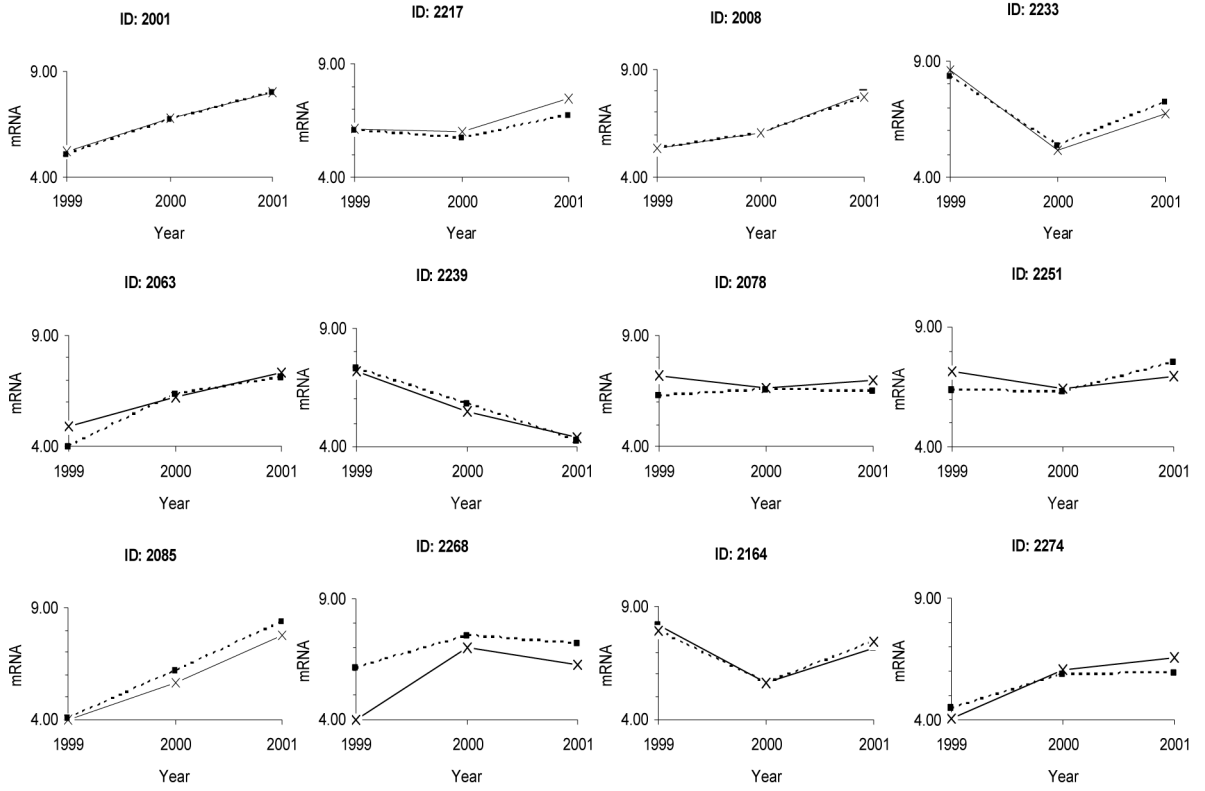 ID: 2001
9.00
mRNA
4.00
1999 2000 2001
Year
ID: 2217
9.00
mRNA
4.00
1999 2000 2001
Year
ID: 2008
9.00
mRNA
4.00
1999 2000 2001
Year
ID: 2233
9.00
mRNA
4.00
1999 2000 2001
Year
ID: 2063
9.00
mRNA
4.00
1999 2000 2001
Year
ID: 2239
9.00
mRNA
4.00
1999 2000 2001
Year
ID: 2078
9.00
mRNA
4.00
1999 2000 2001
Year
ID: 2251
9.00
mRNA
4.00
1999 2000 2001
Year
ID: 2085
9.00
mRNA
4.00
1999 2000 2001
Year
ID: 2268
9.00
mRNA
4.00
1999 2000 2001
Year
ID: 2164
9.00
mRNA
4.00
1999 2000 2001
Year
ID: 2274
9.00
mRNA
4.00
1999 2000 2001
Year